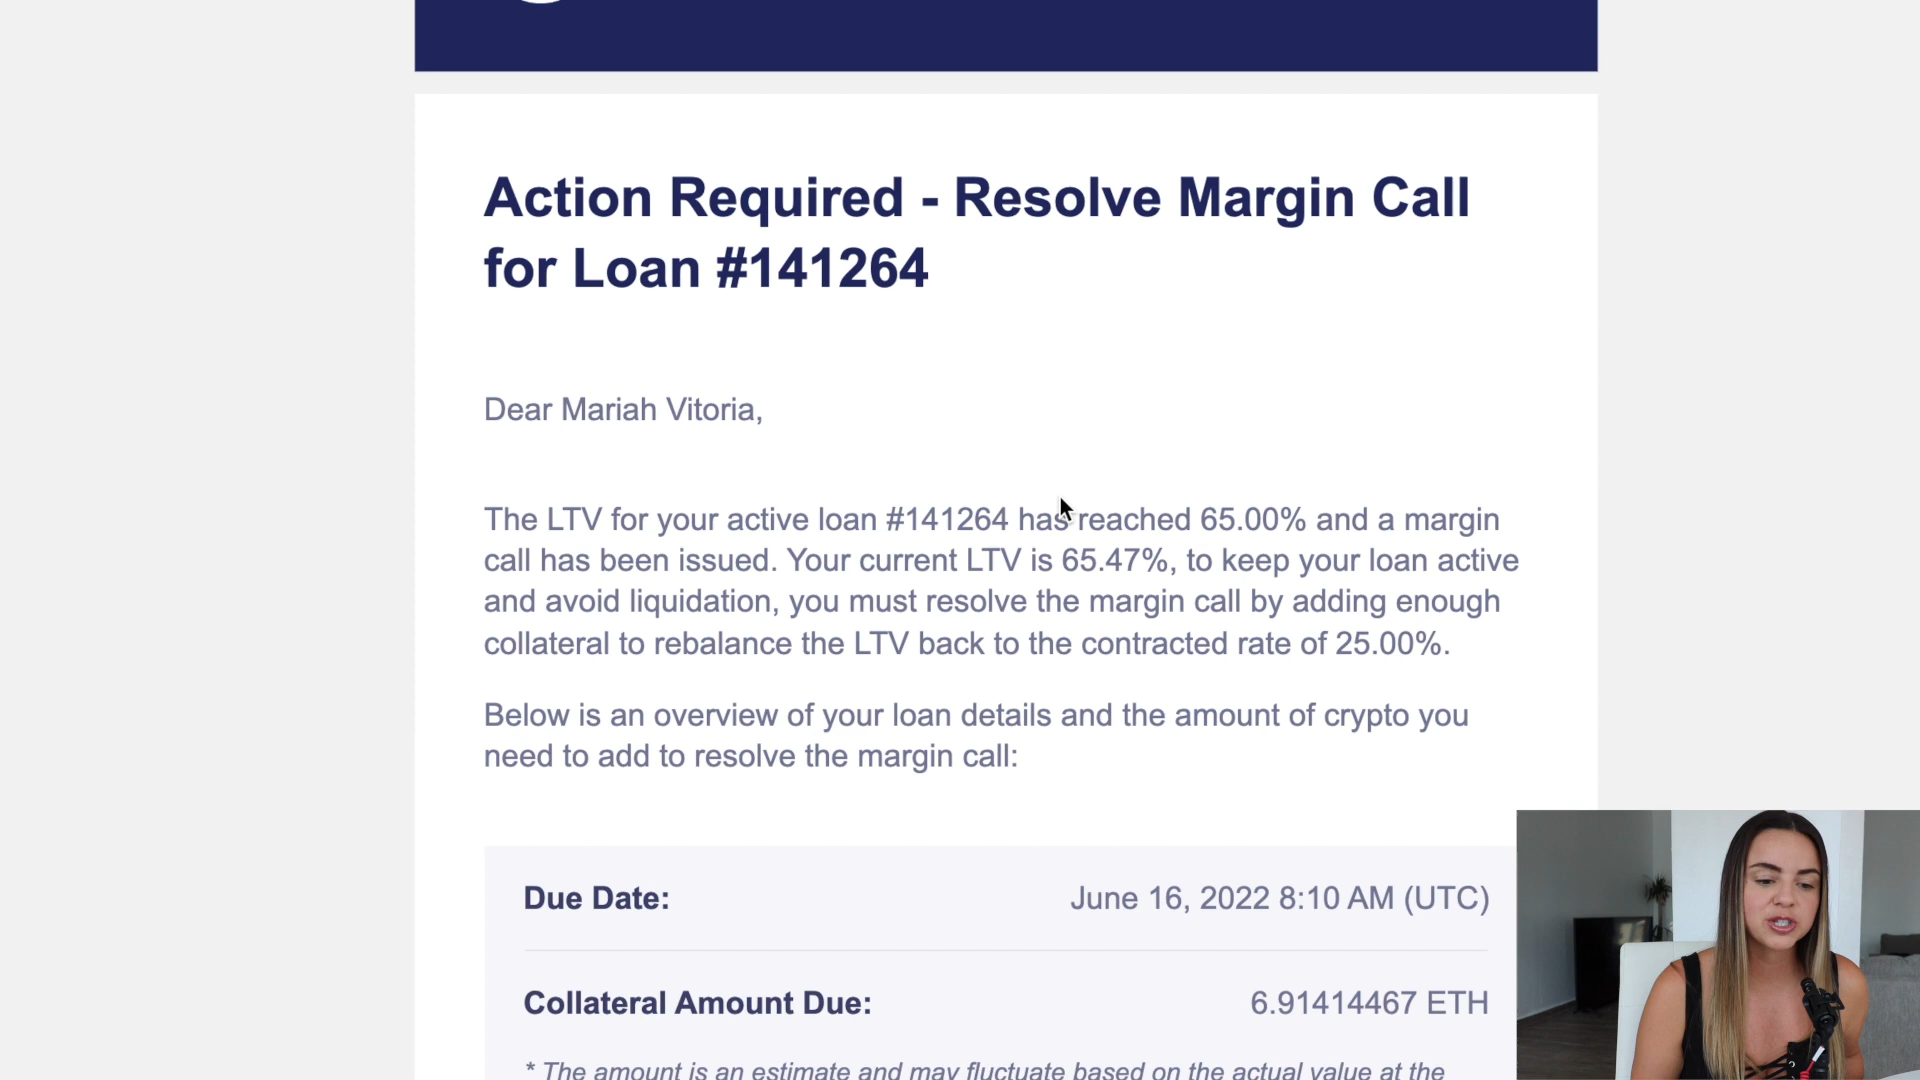 Action Required - Resolve Margin Call
for Loan #141264
Dear Mariah Vitoria,
The LTV for your active loan #141264 has reached 65.00% and a margin
call has been issued. Your current LTV is 65.47%, to keep your loan active
and avoid liquidation, you must resolve the margin call by adding enough
collateral to rebalance the LTV back to the contracted rate of 25.00%.
Below is an overview of your loan details and the amount of crypto you
need to add to resolve the margin call:
Due Date: June 16, 2022 8:10 AM (UTC)
Collateral Amount Due: 6.91414467 ETH
* The amount is an estimate and may fluctuate based on the actual value at the